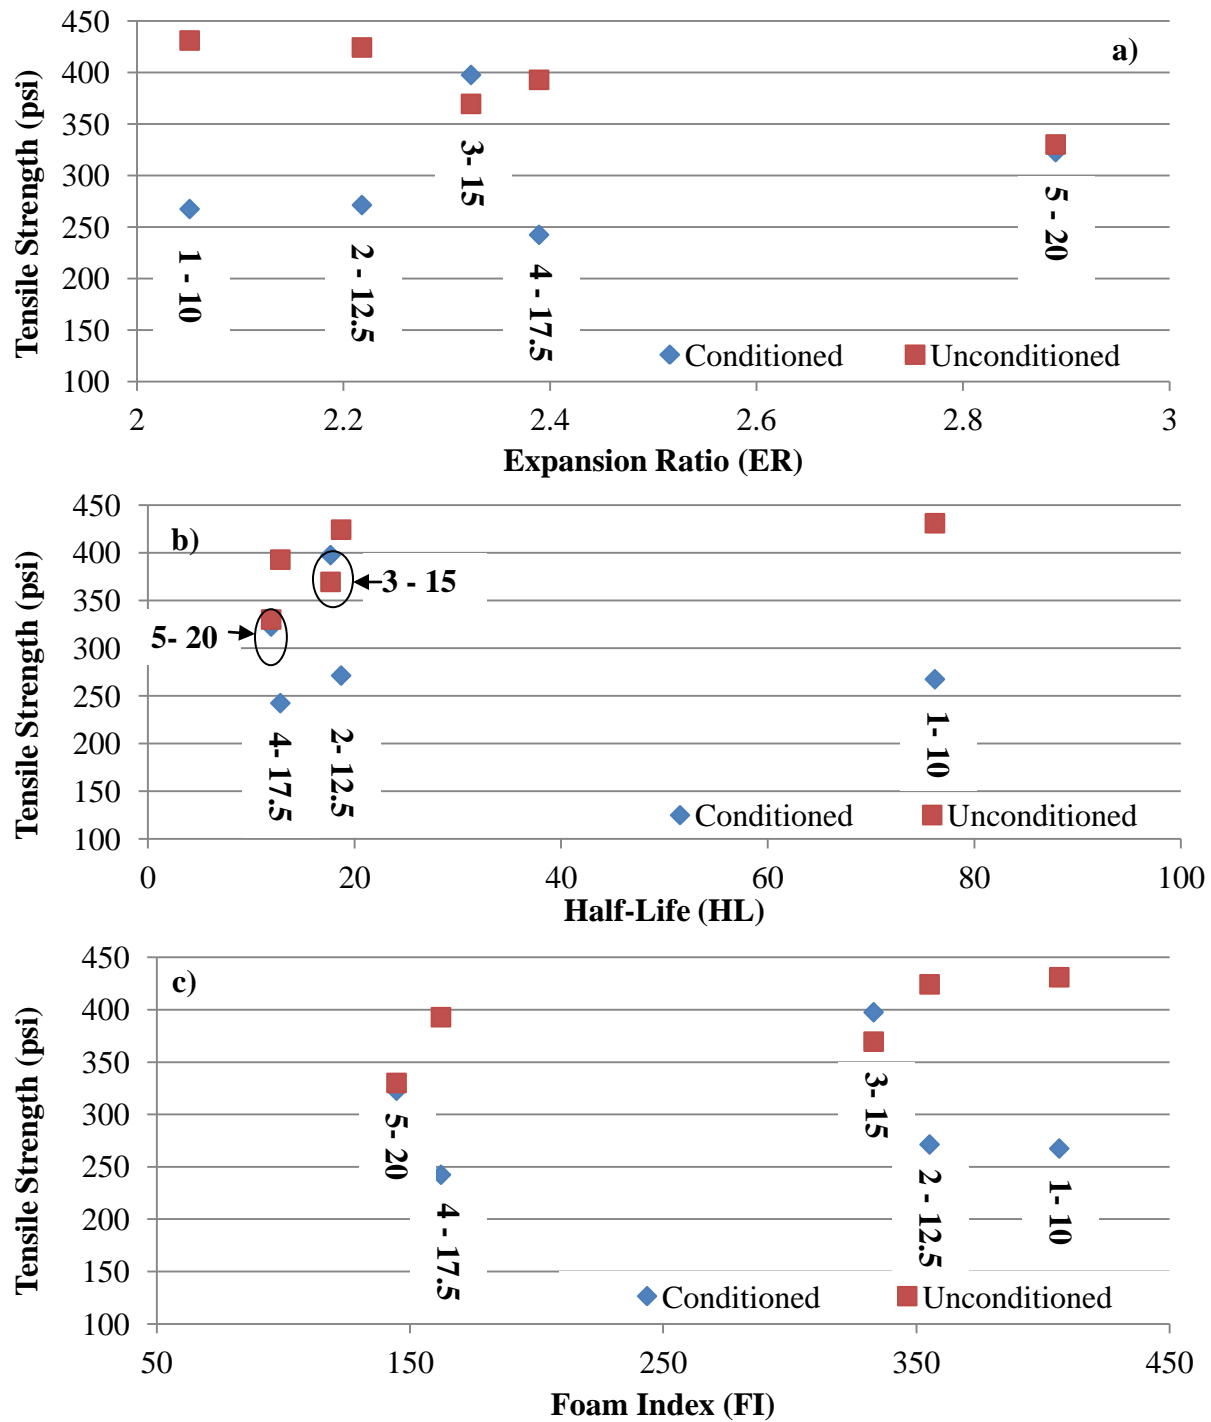 450
400
350
300
250
200
150
100
Tensile Strength (psi)
a)
3- 15
5 - 20
1 - 10
2 - 12.5
4 - 17.5
Conditioned
Unconditioned
2
2.2
2.4
2.6
2.8
3
Expansion Ratio (ER)
450
400
350
300
250
200
150
100
Tensile Strength (psi)
b)
3 - 15
5- 20
4- 17.5
2- 12.5
1- 10
Conditioned
Unconditioned
0
20
40
60
80
100
Half-Life (HL)
450
400
350
300
250
200
150
100
Tensile Strength (psi)
c)
3- 15
5- 20
4 - 17.5
2 - 12.5
1- 10
Conditioned
Unconditioned
50
150
250
350
450
Foam Index (FI)